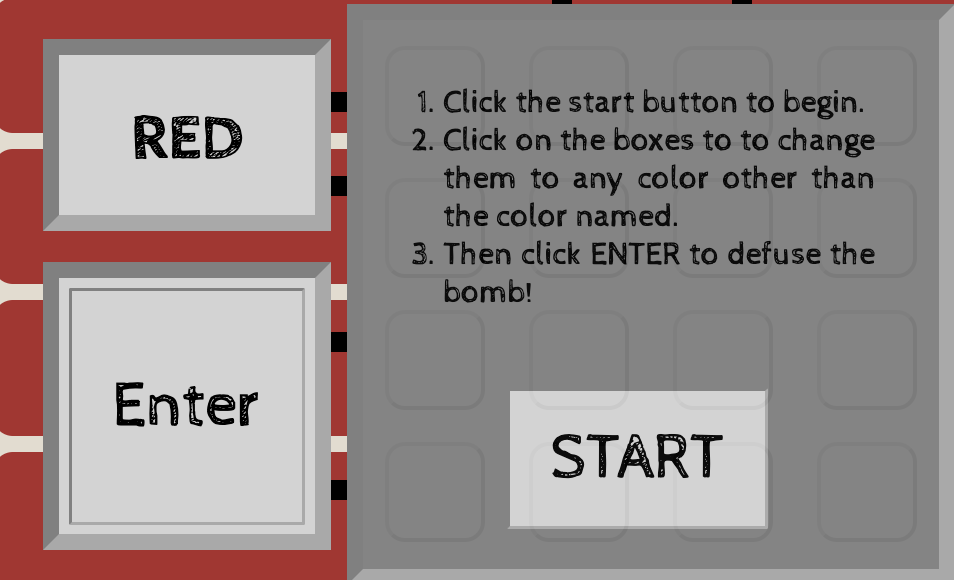 RED
Enter
1. Click the start button to begin.
2. Click on the boxes to to change
them to any color other than
the color named.
3. Then click ENTER to defuse the
bomb!
START